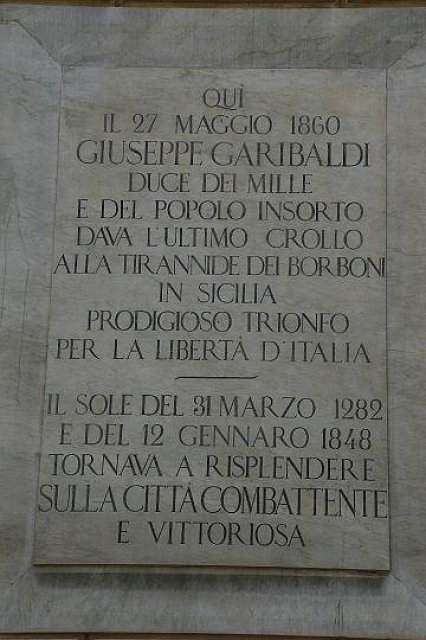 QUÌ
IL 27 MAGGIO 1860
GIUSEPPE GARIBALDI
DUCE DEI MILLE
E DEL POPOLO INSORTO
DAVA L'ULTIMO CROLLO
ALLA TIRANNIDE DEI BORBONI
IN SICILIA
PRODIGIOSO TRIONFO
PER LA LIBERTÀ D'ITALIA
IL SOLE DEL 31 MARZO 1282
E DEL 12 GENNARO 1848
TORNAVA A RISPLENDERE
SULLA CITTÀ COMBATTENTE
E VITTORIOSA